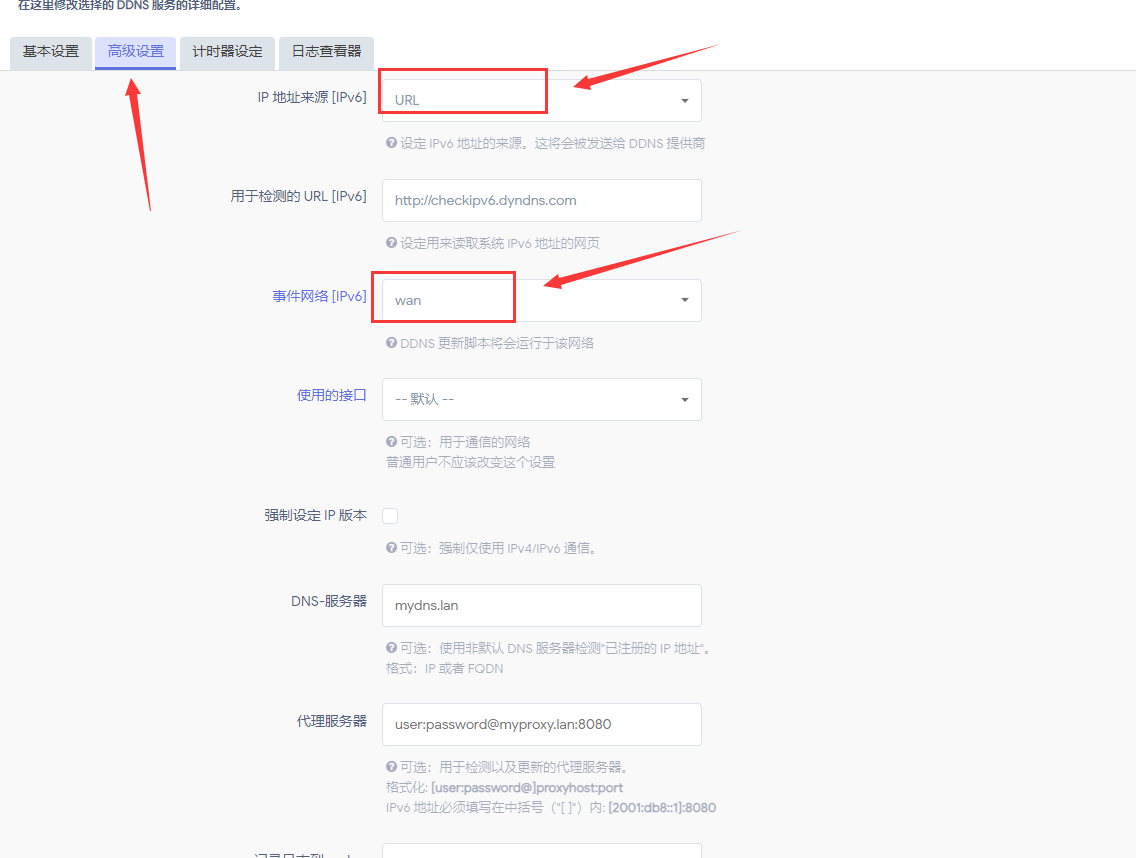 在这里修改选择的 DDNS 服务的详细配置。
基本设置 高级设置 计时器设定 日志查看器
IP 地址来源 [IPv6] URL
设定 IPv6 地址的来源。这将会被发送给 DDNS 提供商
用于检测的 URL [IPv6] http://checkipv6.dyndns.com
设定用来读取系统 IPv6 地址的网页
事件网络 [IPv6] wan
DDNS 更新脚本将会运行于该网络
使用的接口 -- 默认 --
可选：用于通信的网络
普通用户不应该改变这个设置
强制设定 IP 版本
可选：强制仅使用 IPv4/IPv6 通信。
DNS-服务器 mydns.lan
可选：使用非默认 DNS 服务器检测"已注册的 IP 地址"。
格式：IP 或者 FQDN
代理服务器 user:password@myproxy.lan:8080
可选：用于检测以及更新的代理服务器。
格式化: [user:password@]proxyhost:port
IPv6 地址必须填写在中括号（"[ ]"）内: [2001:db8::1]:8080